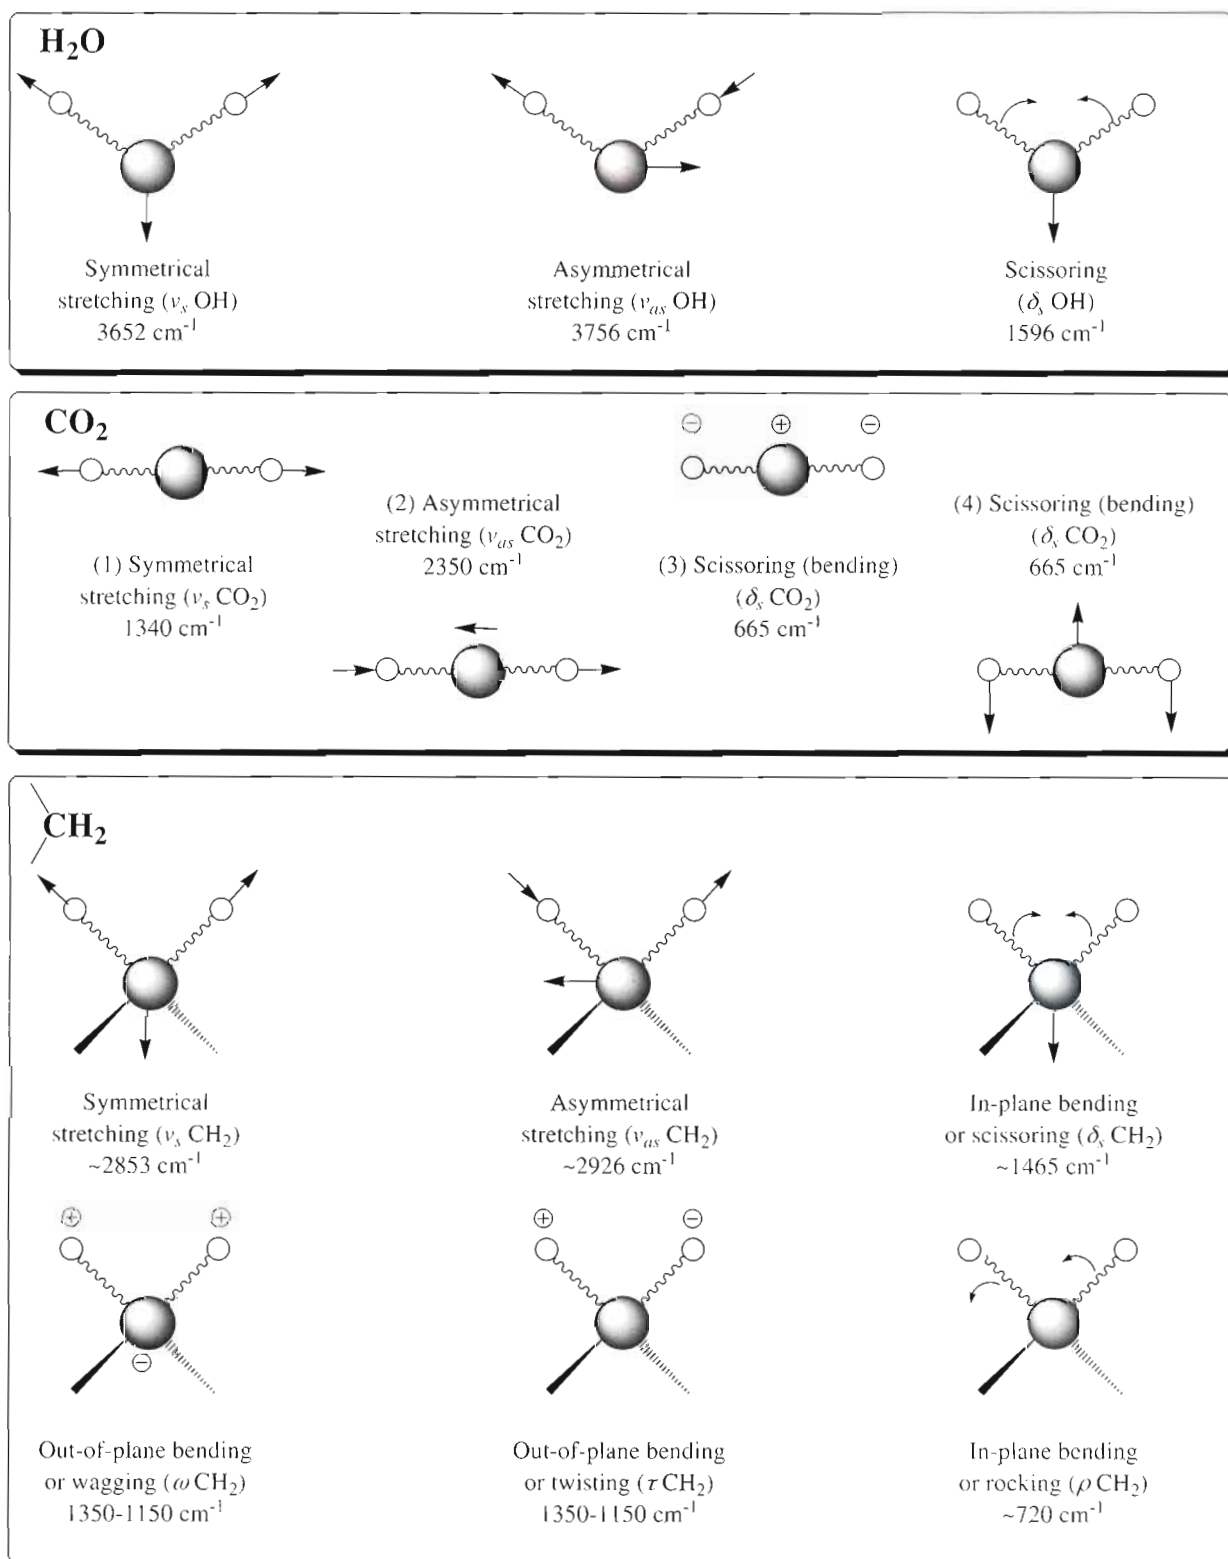 H₂O
Symmetrical
stretching (νs OH)
3652 cm⁻¹
Asymmetrical
stretching (νas OH)
3756 cm⁻¹
Scissoring
(δs OH)
1596 cm⁻¹
CO₂
(1) Symmetrical
stretching (νs CO₂)
1340 cm⁻¹
(2) Asymmetrical
stretching (νas CO₂)
2350 cm⁻¹
⊖ ⊕ ⊖
(3) Scissoring (bending)
(δs CO₂)
665 cm⁻¹
(4) Scissoring (bending)
(δs CO₂)
665 cm⁻¹
CH₂
Symmetrical
stretching (νs CH₂)
~2853 cm⁻¹
Asymmetrical
stretching (νas CH₂)
~2926 cm⁻¹
In-plane bending
or scissoring (δs CH₂)
~1465 cm⁻¹
⊕ ⊕
⊖
Out-of-plane bending
or wagging (ω CH₂)
1350-1150 cm⁻¹
⊕ ⊖
Out-of-plane bending
or twisting (τ CH₂)
1350-1150 cm⁻¹
In-plane bending
or rocking (ρ CH₂)
~720 cm⁻¹